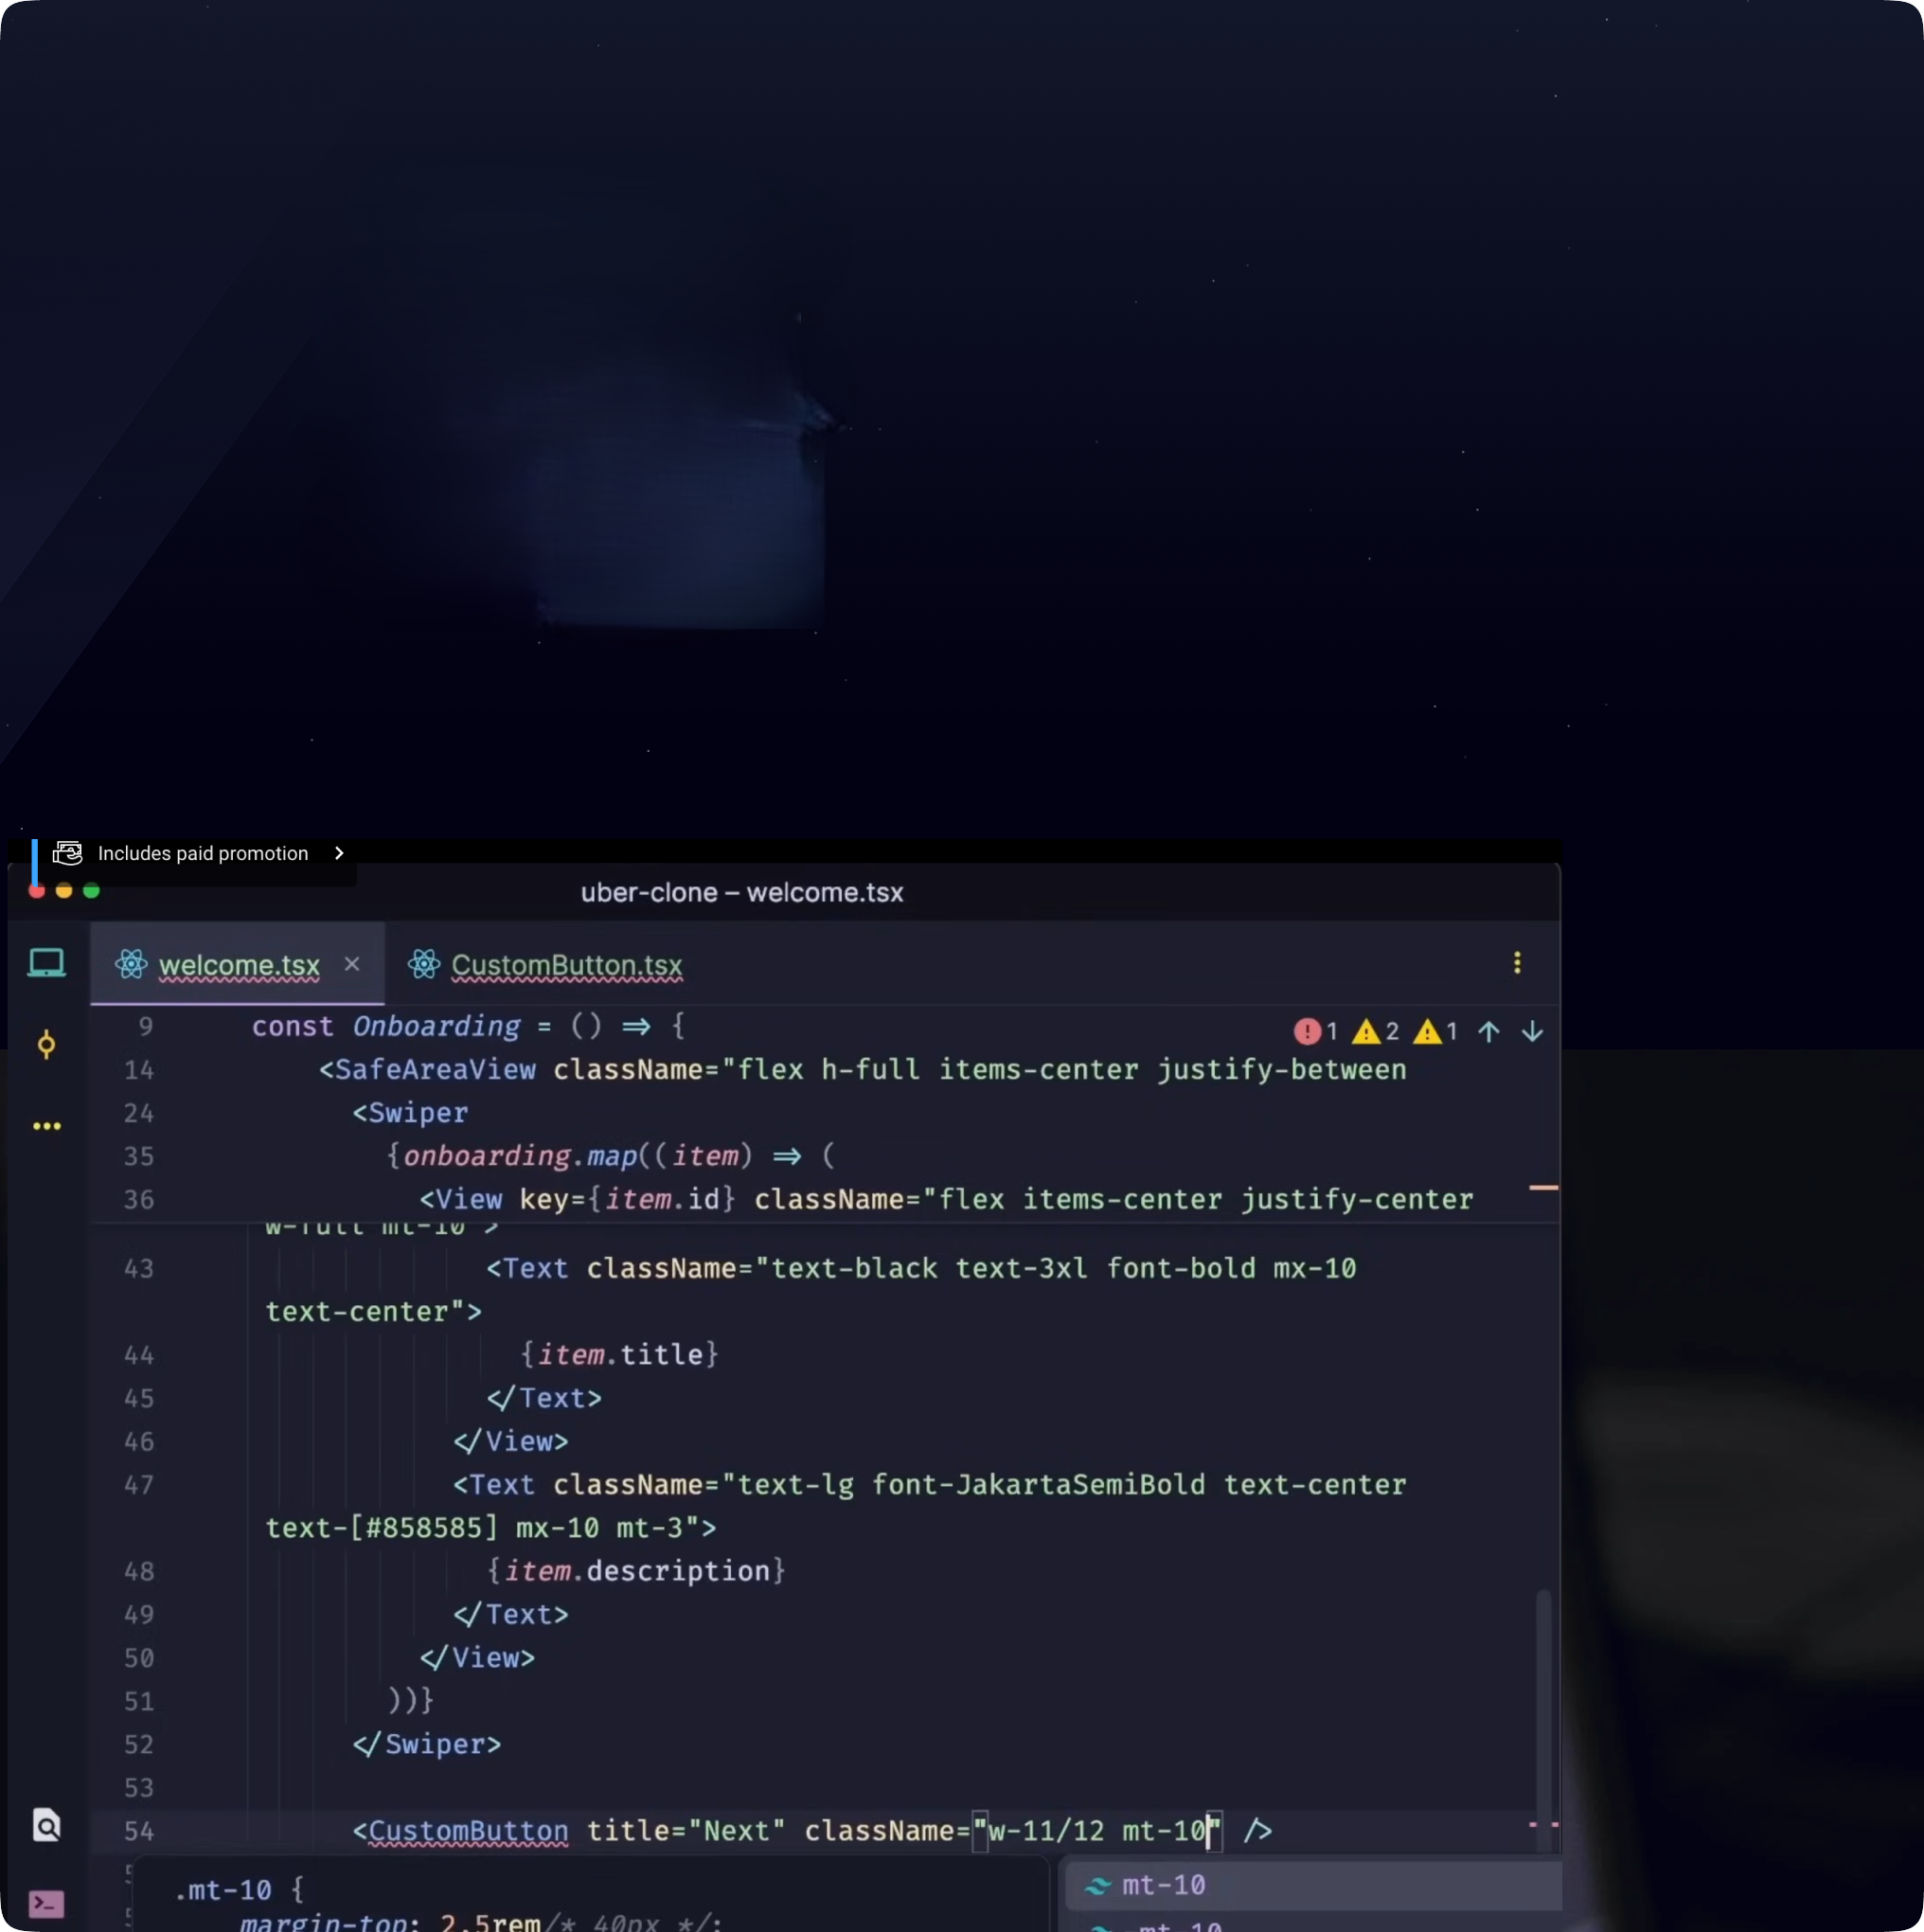 Includes paid promotion
uber-clone – welcome.tsx
welcome.tsx
CustomButton.tsx
9 const Onboarding = () => {
1 2 1
14 <SafeAreaView className="flex h-full items-center justify-between
24 <Swiper
35 {onboarding.map((item) => (
36 <View key={item.id} className="flex items-center justify-center
w-full mt-10">
43 <Text className="text-black text-3xl font-bold mx-10
text-center">
44 {item.title}
45 </Text>
46 </View>
47 <Text className="text-lg font-JakartaSemiBold text-center
text-[#858585] mx-10 mt-3">
48 {item.description}
49 </Text>
50 </View>
51 ))}
52 </Swiper>
53
54 <CustomButton title="Next" className="w-11/12 mt-10" />
.mt-10 {
margin-top: 2.5rem/* 40px */;
mt-10
-mt-10